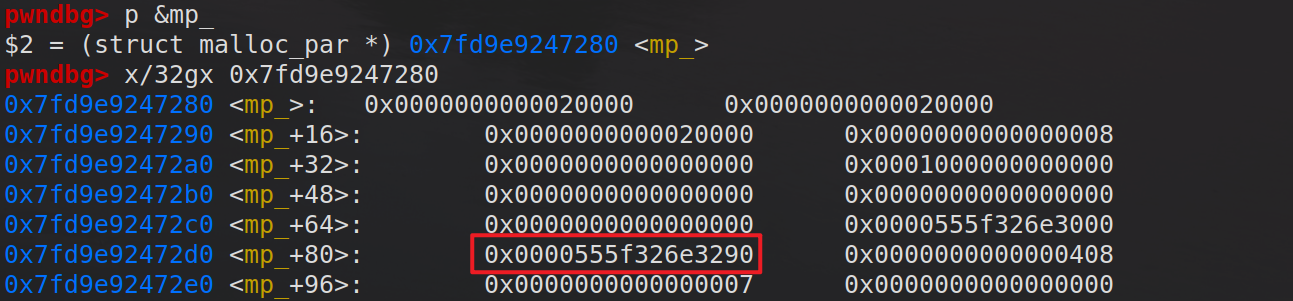 pwndbg> p &mp_
$2 = (struct malloc_par *) 0x7fd9e9247280 <mp_>
pwndbg> x/32gx 0x7fd9e9247280
0x7fd9e9247280 <mp_>: 0x0000000000020000 0x0000000000020000
0x7fd9e9247290 <mp_+16>: 0x0000000000020000 0x0000000000000008
0x7fd9e92472a0 <mp_+32>: 0x0000000000000000 0x0001000000000000
0x7fd9e92472b0 <mp_+48>: 0x0000000000000000 0x0000000000000000
0x7fd9e92472c0 <mp_+64>: 0x0000000000000000 0x0000555f326e3000
0x7fd9e92472d0 <mp_+80>: 0x0000555f326e3290 0x0000000000000408
0x7fd9e92472e0 <mp_+96>: 0x0000000000000007 0x0000000000000000